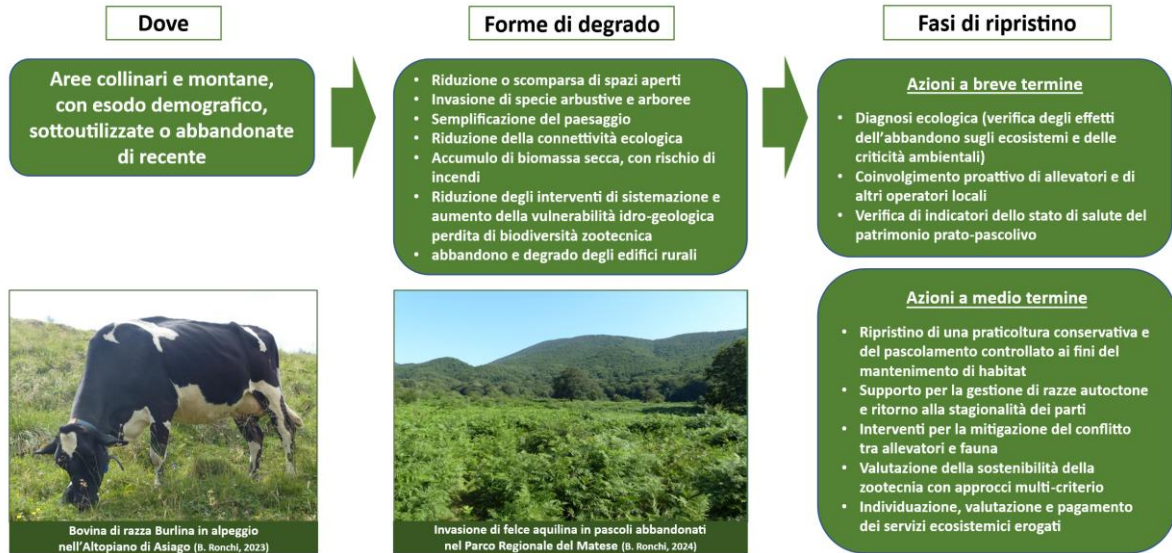 Dove
Aree collinari e montane,
con esodo demografico,
sottoutilizzate o abbandonate
di recente
Forme di degrado
• Riduzione o scomparsa di spazi aperti
• Invasione di specie arbustive e arboree
• Semplificazione del paesaggio
• Riduzione della connettività ecologica
• Accumulo di biomassa secca, con rischio di
incendi
• Riduzione degli interventi di sistemazione e
aumento della vulnerabilità idro-geologica
perdita di biodiversità zootecnica
• abbandono e degrado degli edifici rurali
Fasi di ripristino
Azioni a breve termine
• Diagnosi ecologica (verifica degli effetti
dell'abbandono sugli ecosistemi e delle
criticità ambientali)
• Coinvolgimento proattivo di allevatori e di
altri operatori locali
• Verifica di indicatori dello stato di salute del
patrimonio prato-pascolivo
Azioni a medio termine
• Ripristino di una praticoltura conservativa e
del pascolamento controllato ai fini del
mantenimento di habitat
• Supporto per la gestione di razze autoctone
e ritorno alla stagionalità dei parti
• Interventi per la mitigazione del conflitto
tra allevatori e fauna
• Valutazione della sostenibilità della
zootecnia con approcci multi-criterio
• Individuazione, valutazione e pagamento
dei servizi ecosistemici erogati
Bovina di razza Burlina in alpeggio
nell'Altopiano di Asiago (B. Ronchi, 2023)
Invasione di felce aquilina in pascoli abbandonati
nel Parco Regionale del Matese (B. Ronchi, 2024)